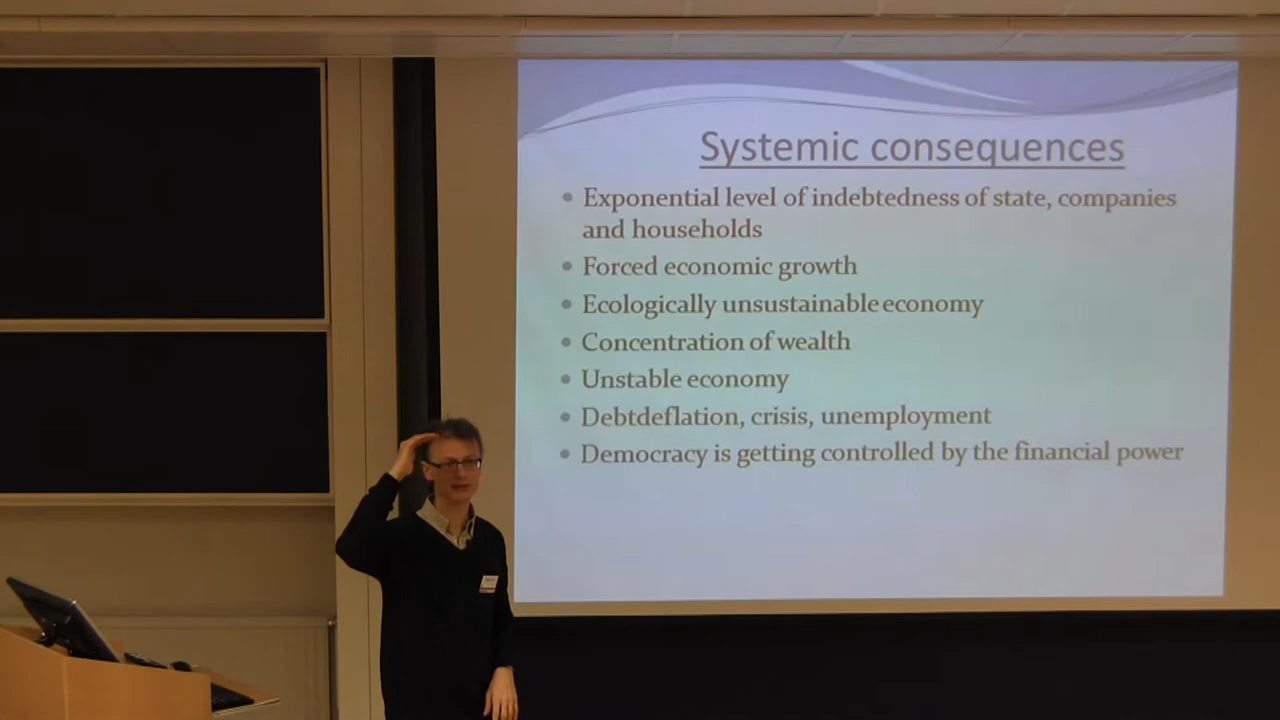 Systemic consequences
• Exponential level of indebtedness of state, companies
and households
• Forced economic growth
• Ecologically unsustainable economy
• Concentration of wealth
• Unstable economy
• Debtdeflation, crisis, unemployment
• Democracy is getting controlled by the financial power